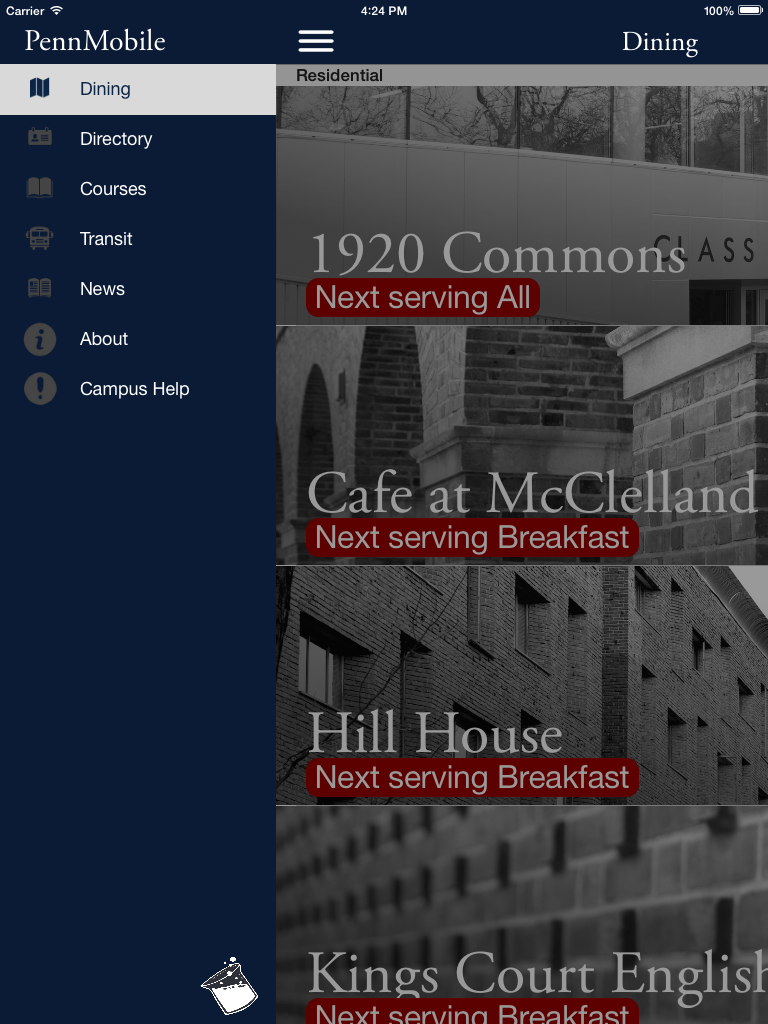 Carrier 4:24 PM 100%
PennMobile
Dining
Dining
Directory
Courses
Transit
News
About
Campus Help
Residential
CLASS
1920 Commons
Next serving All
Cafe at McClelland
Next serving Breakfast
Hill House
Next serving Breakfast
Kings Court English
Next serving Breakfast